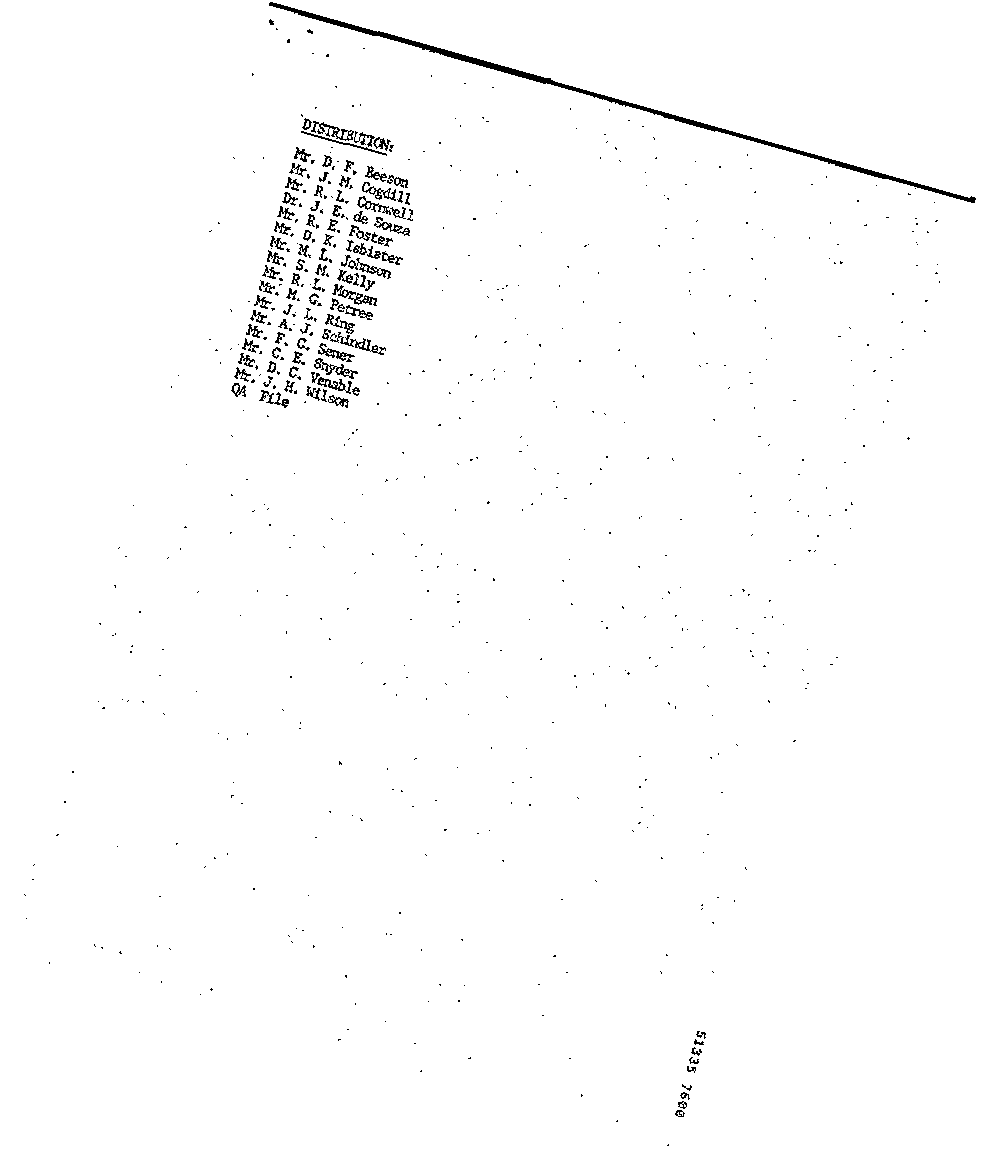 DISTRIBUTION:
Mr. D. F. Beeson
Mr. J. M. Cogdill
Mr. R. L. Cornwell
Dr. J. E. de Souza
Mr. R. E. Foster
Mr. D. K. Isbister
Mr. M. L. Johnson
Mr. S. M. Kelly
Mr. R. L. Morgan
Mr. M. G. Petree
Mr. J. L. Ring
Mr. A. J. Schindler
Mr. F. C. Sener
Mr. C. E. Snyder
Mr. D. C. Venable
Mr. J. H. Wilson
QA File
51335 7600